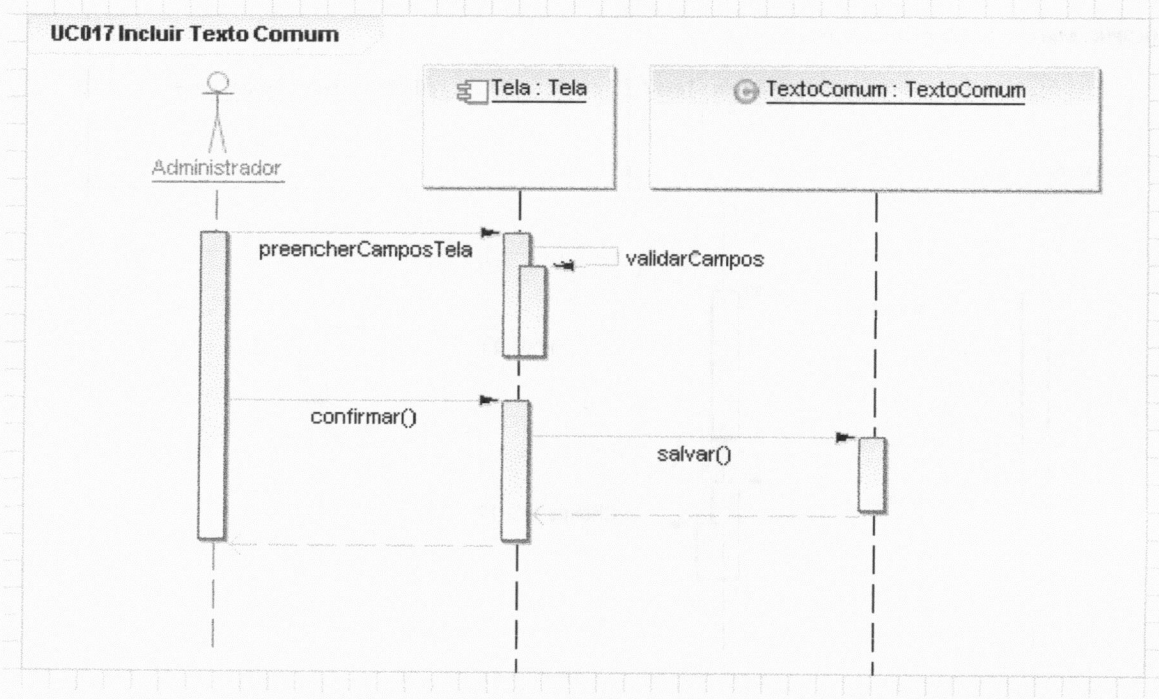 UC017 Incluir Texto Comum
Tela : Tela
TextoComum : TextoComum
Administrador
preencherCamposTela
validarCampos
confirmar()
salvar()